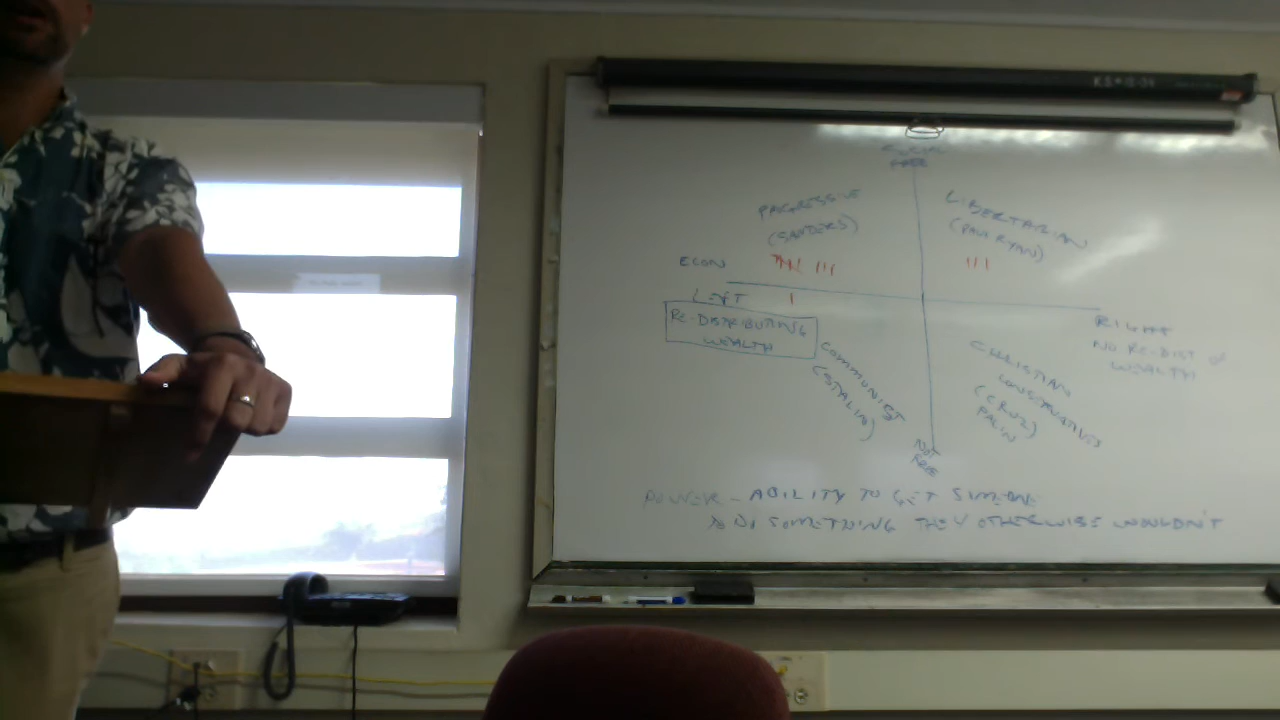 SOCIAL
FREE
PROGRESSIVE
(SANDERS)
LIBERTARIAN
(PAUL RYAN)
ECON
LEFT
RE-DISTRIBUTING
WEALTH
RIGHT
NO RE-DIST OF
WEALTH
COMMUNIST
(STALIN)
CHRISTIAN
CONSERVATIVES
(CRUZ)
PALIN
NOT
FREE
POWER - ABILITY TO GET SOMEONE
TO DO SOMETHING THEY OTHERWISE WOULDN'T